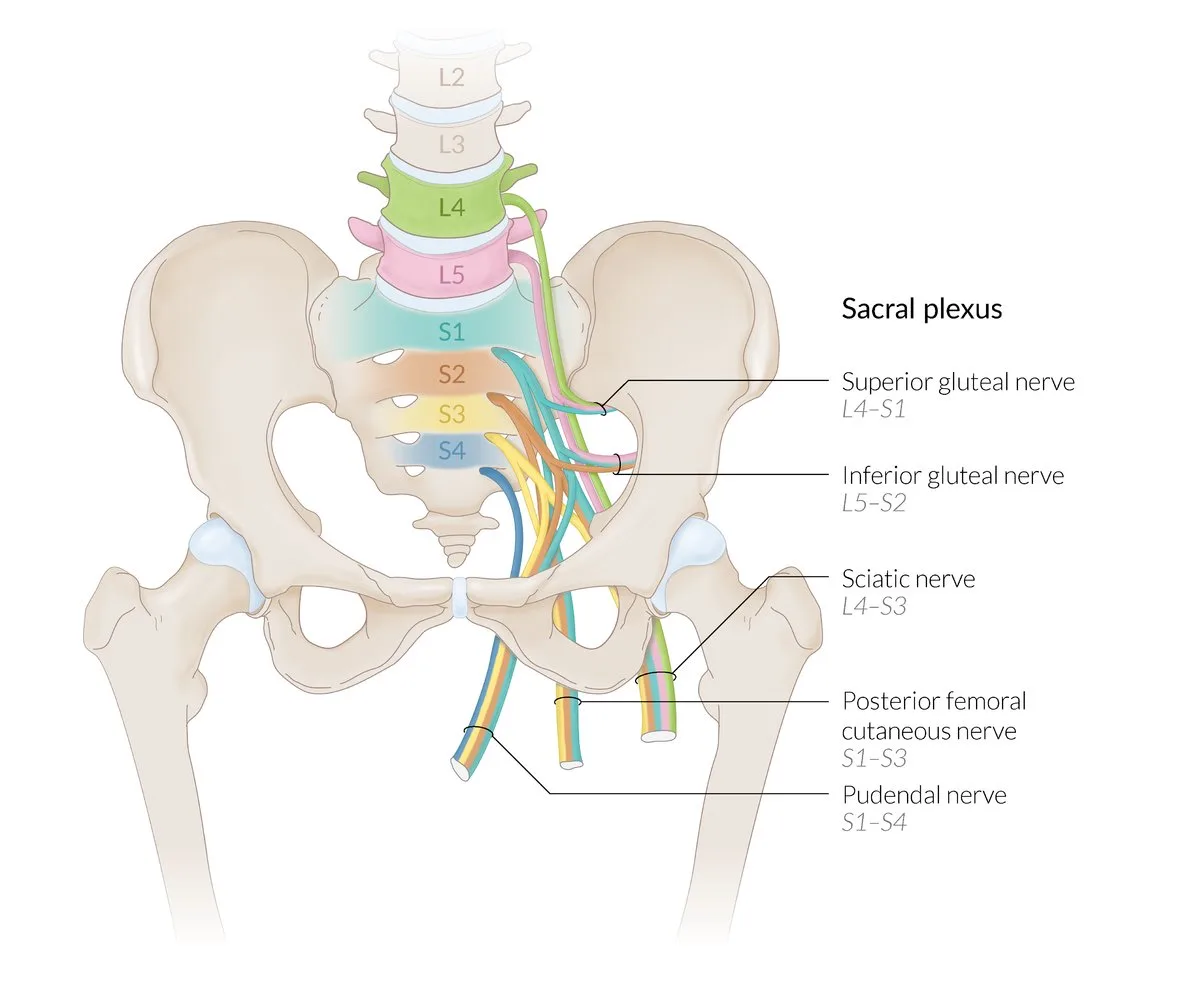 L2
L3
L4
L5
S1
S2
S3
S4
Sacral plexus
Superior gluteal nerve
L4–S1
Inferior gluteal nerve
L5–S2
Sciatic nerve
L4–S3
Posterior femoral
cutaneous nerve
S1–S3
Pudendal nerve
S1–S4